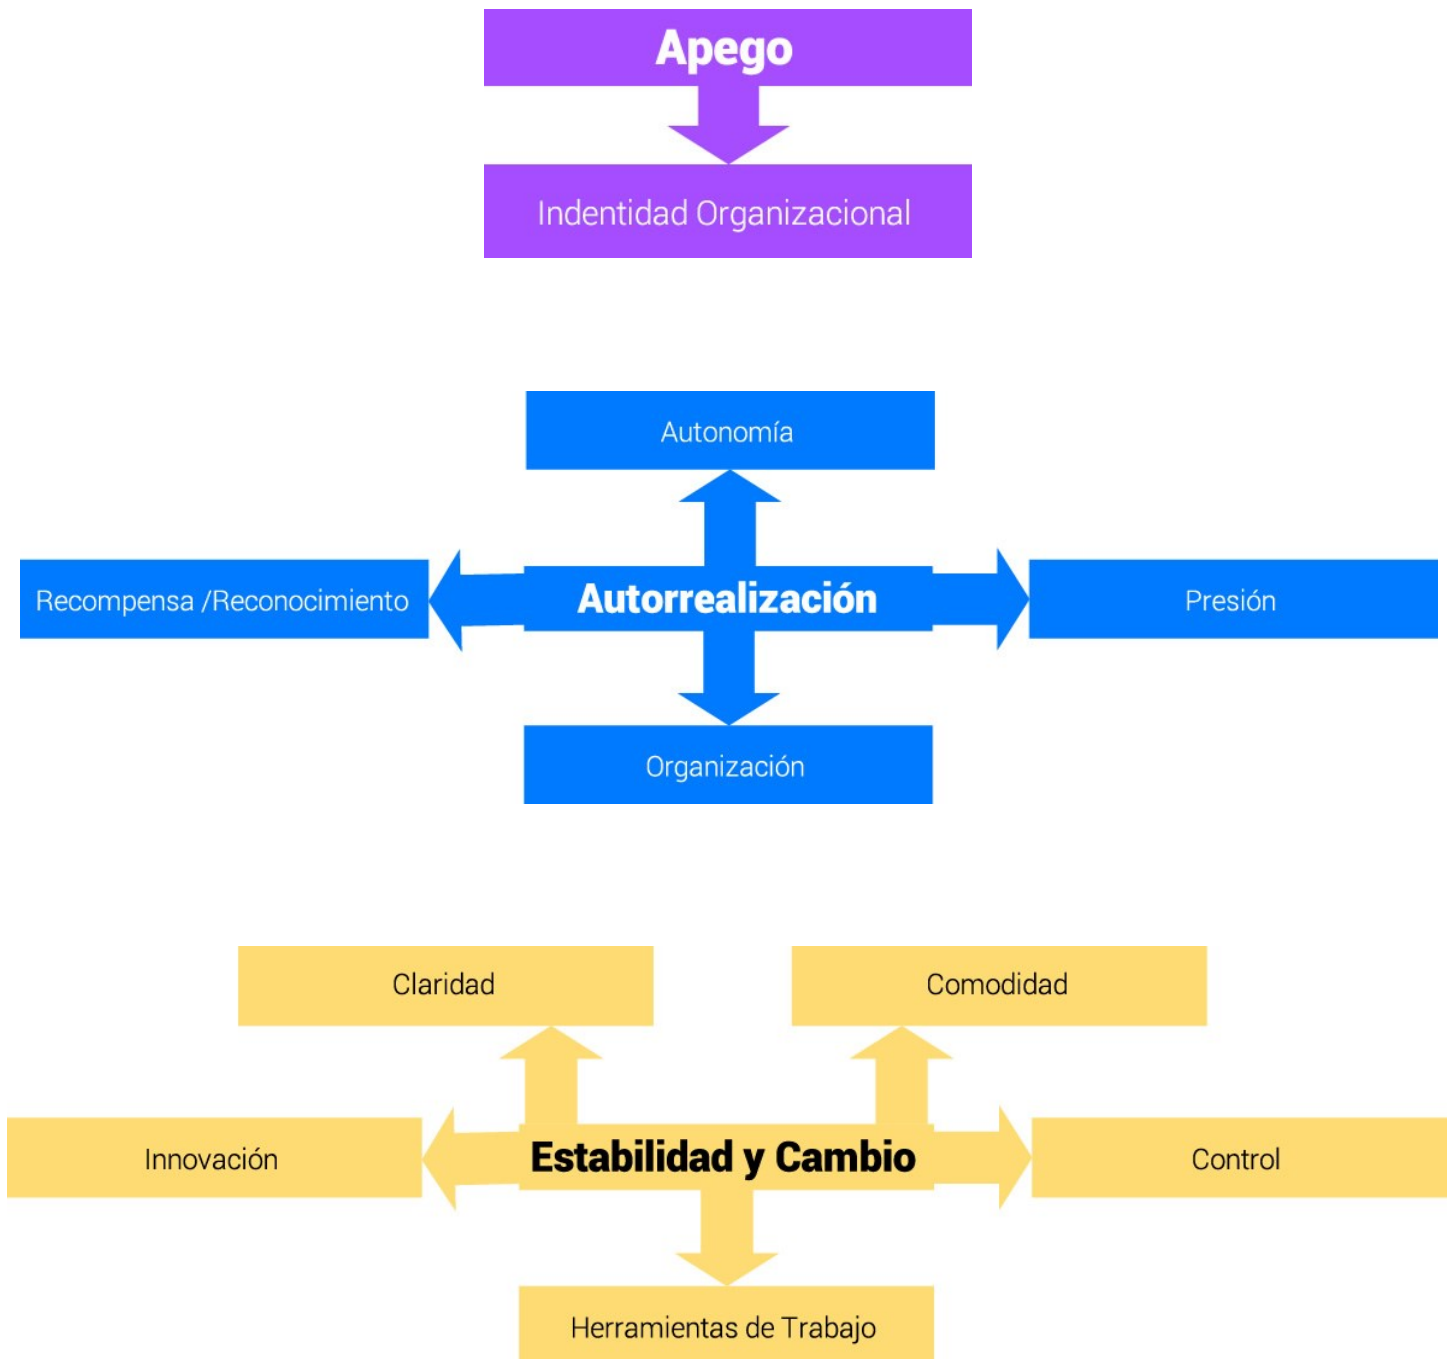 Apego
Indentidad Organizacional
Autonomía
Recompensa /Reconocimiento
Autorrealización
Presión
Organización
Claridad
Comodidad
Innovación
Estabilidad y Cambio
Control
Herramientas de Trabajo